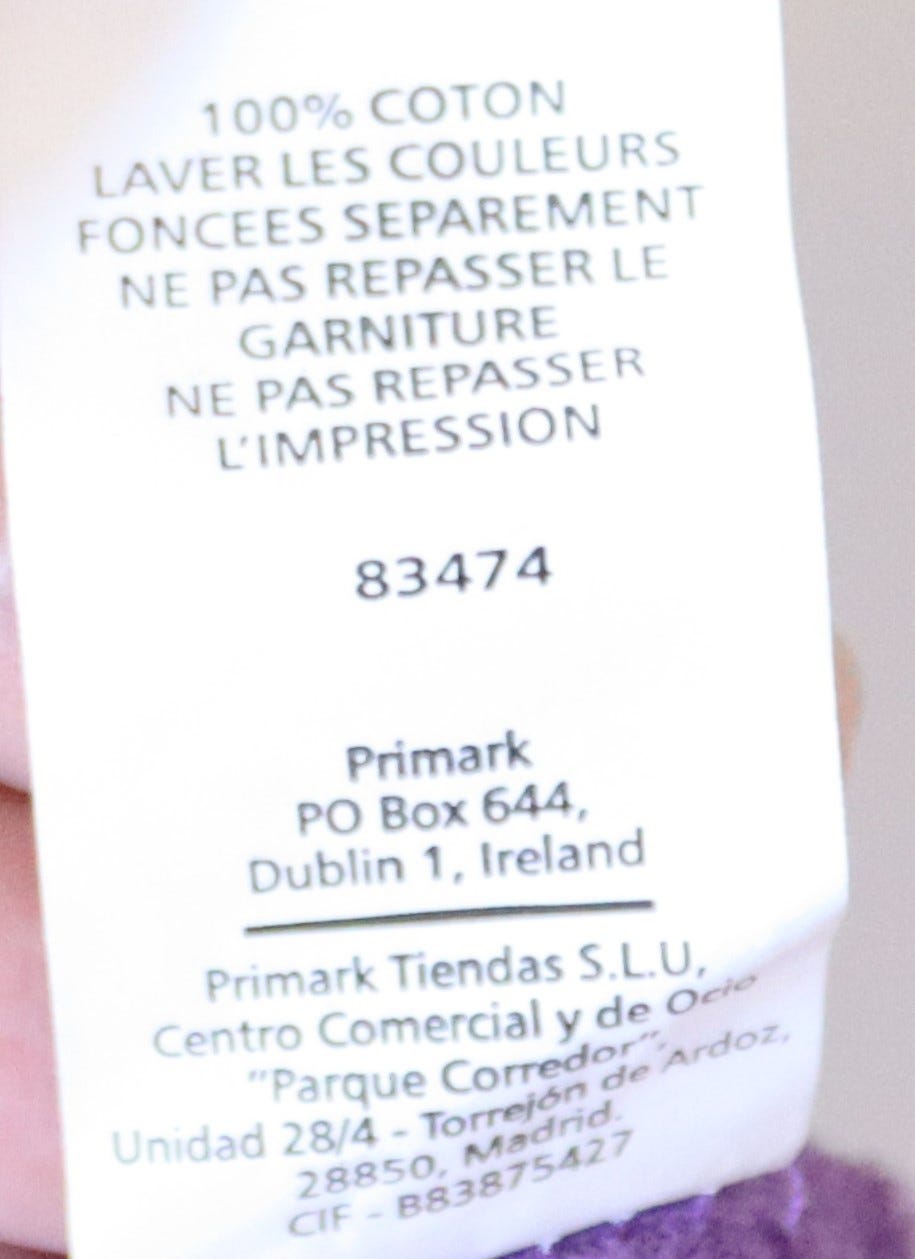 100% COTON
LAVER LES COULEURS
FONCEES SEPAREMENT
NE PAS REPASSER LE
GARNITURE
NE PAS REPASSER
L'IMPRESSION
83474
Primark
PO Box 644,
Dublin 1, Ireland
Primark Tiendas S.L.U,
Centro Comercial y de Ocio
"Parque Corredor",
Unidad 28/4 - Torrejón de Ardoz,
28850, Madrid.
CIF - B83875427